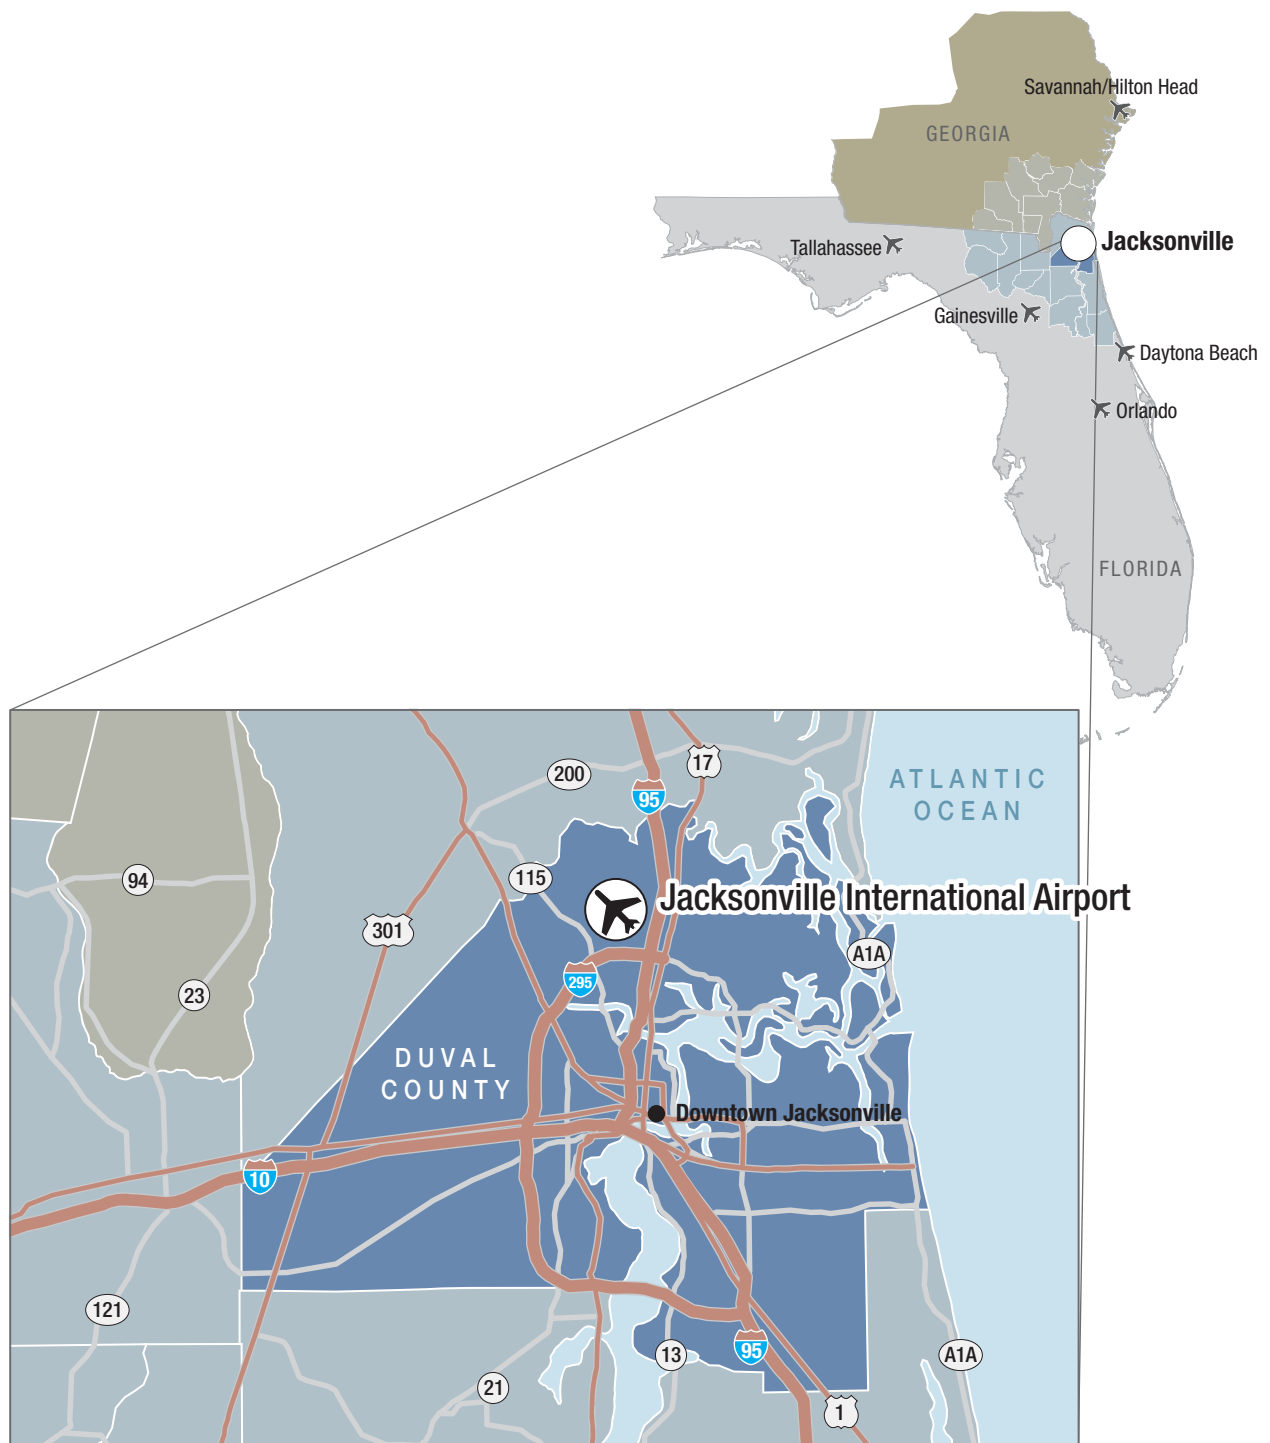 Savannah/Hilton Head
GEORGIA
Jacksonville
Tallahassee
Gainesville
Daytona Beach
Orlando
FLORIDA
17
200
95
ATLANTIC
OCEAN
94
115
Jacksonville International Airport
301
A1A
295
23
DUVAL
COUNTY
Downtown Jacksonville
10
121
95
13
A1A
21
1